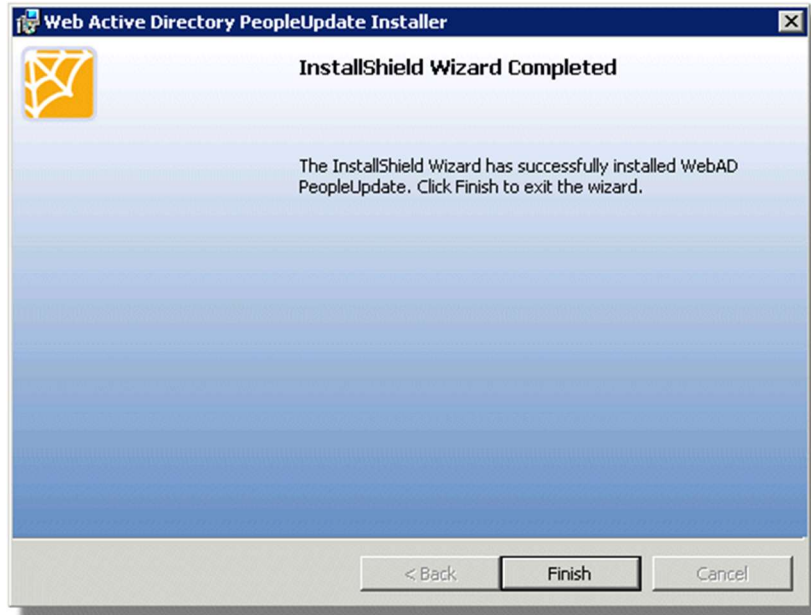 Web Active Directory PeopleUpdate Installer
InstallShield Wizard Completed
The InstallShield Wizard has successfully installed WebAD
PeopleUpdate. Click Finish to exit the wizard.
< Back
Finish
Cancel